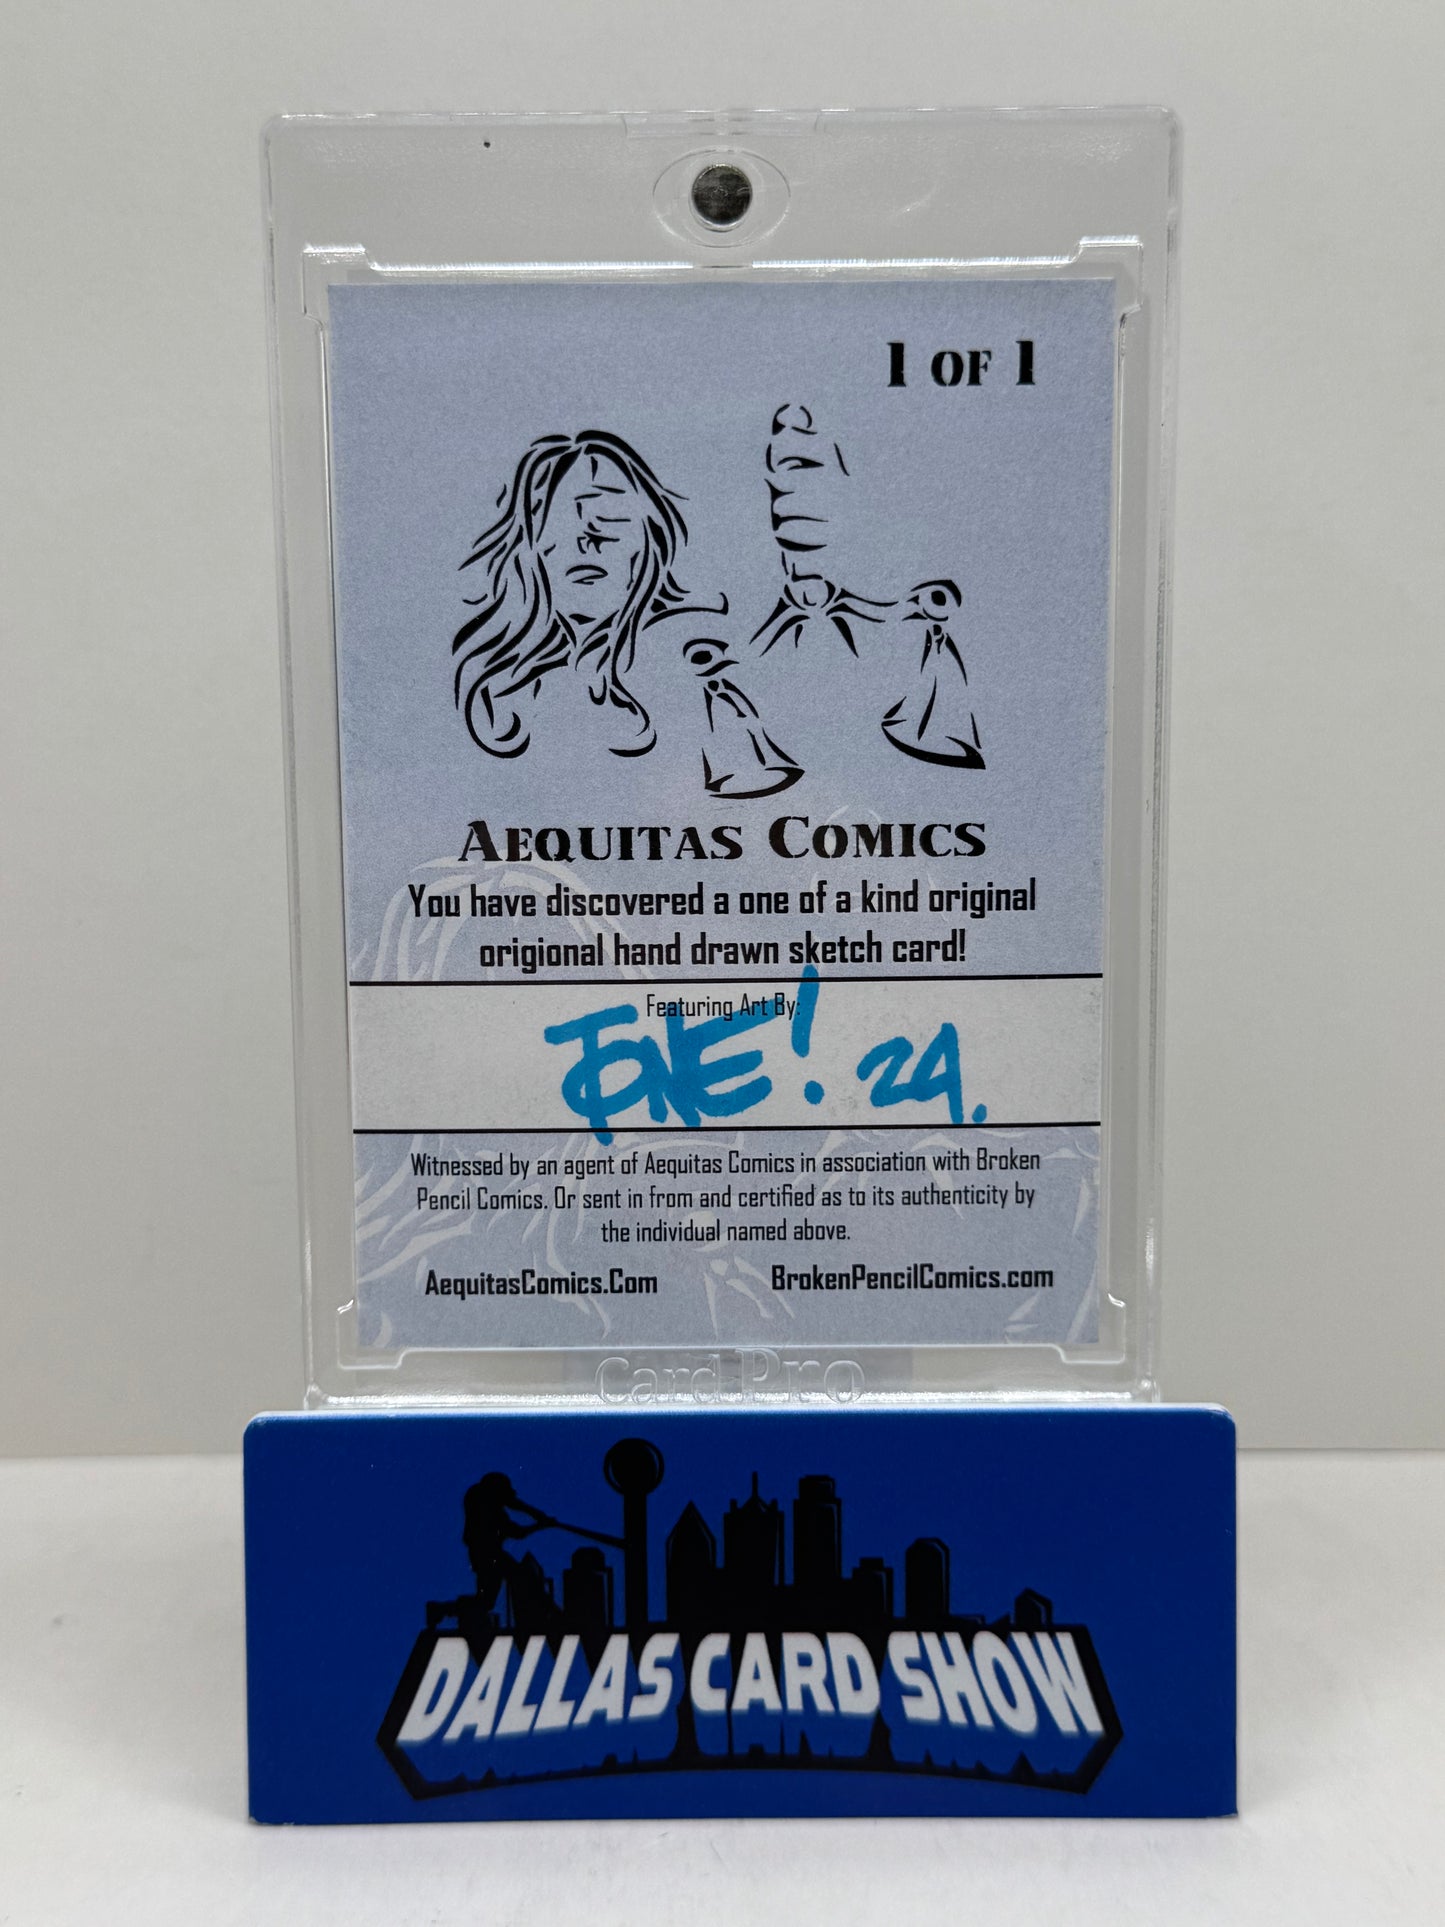 1 OF 1
AEQUITAS COMICS
You have discovered a one of a kind original
origional hand drawn sketch card!
Featuring Art By:
TONE! 24.
Witnessed by an agent of Aequitas Comics in association with Broken
Pencil Comics. Or sent in from and certified as to its authenticity by
the individual named above.
AequitasComics.Com
BrokenPencilComics.com
Card Pro
DALLAS CARD SHOW